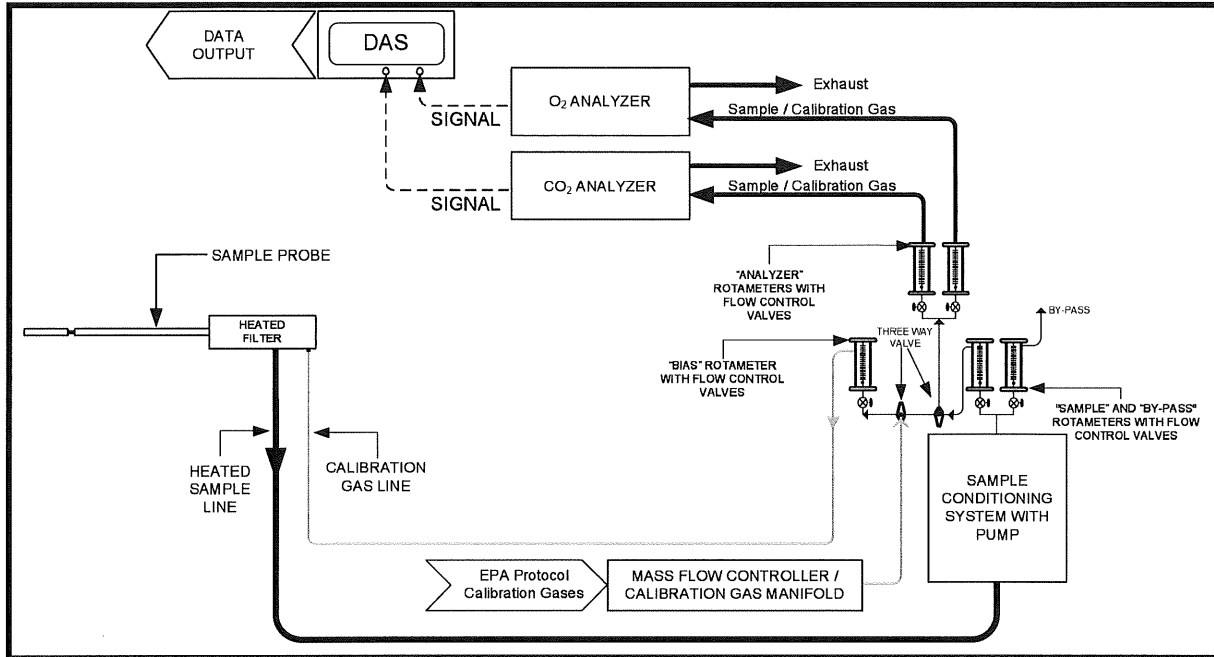 DATA
OUTPUT
DAS
O₂ ANALYZER
Exhaust
Sample / Calibration Gas
SIGNAL
CO₂ ANALYZER
Exhaust
Sample / Calibration Gas
SIGNAL
SAMPLE PROBE
"ANALYZER"
ROTAMETERS WITH
FLOW CONTROL
VALVES
HEATED
FILTER
BY-PASS
THREE WAY
VALVE
"BIAS" ROTAMETER
WITH FLOW CONTROL
VALVES
"SAMPLE" AND "BY-PASS"
ROTAMETERS WITH FLOW
CONTROL VALVES
HEATED
SAMPLE
LINE
CALIBRATION
GAS LINE
SAMPLE
CONDITIONING
SYSTEM WITH
PUMP
EPA Protocol
Calibration Gases
MASS FLOW CONTROLLER /
CALIBRATION GAS MANIFOLD